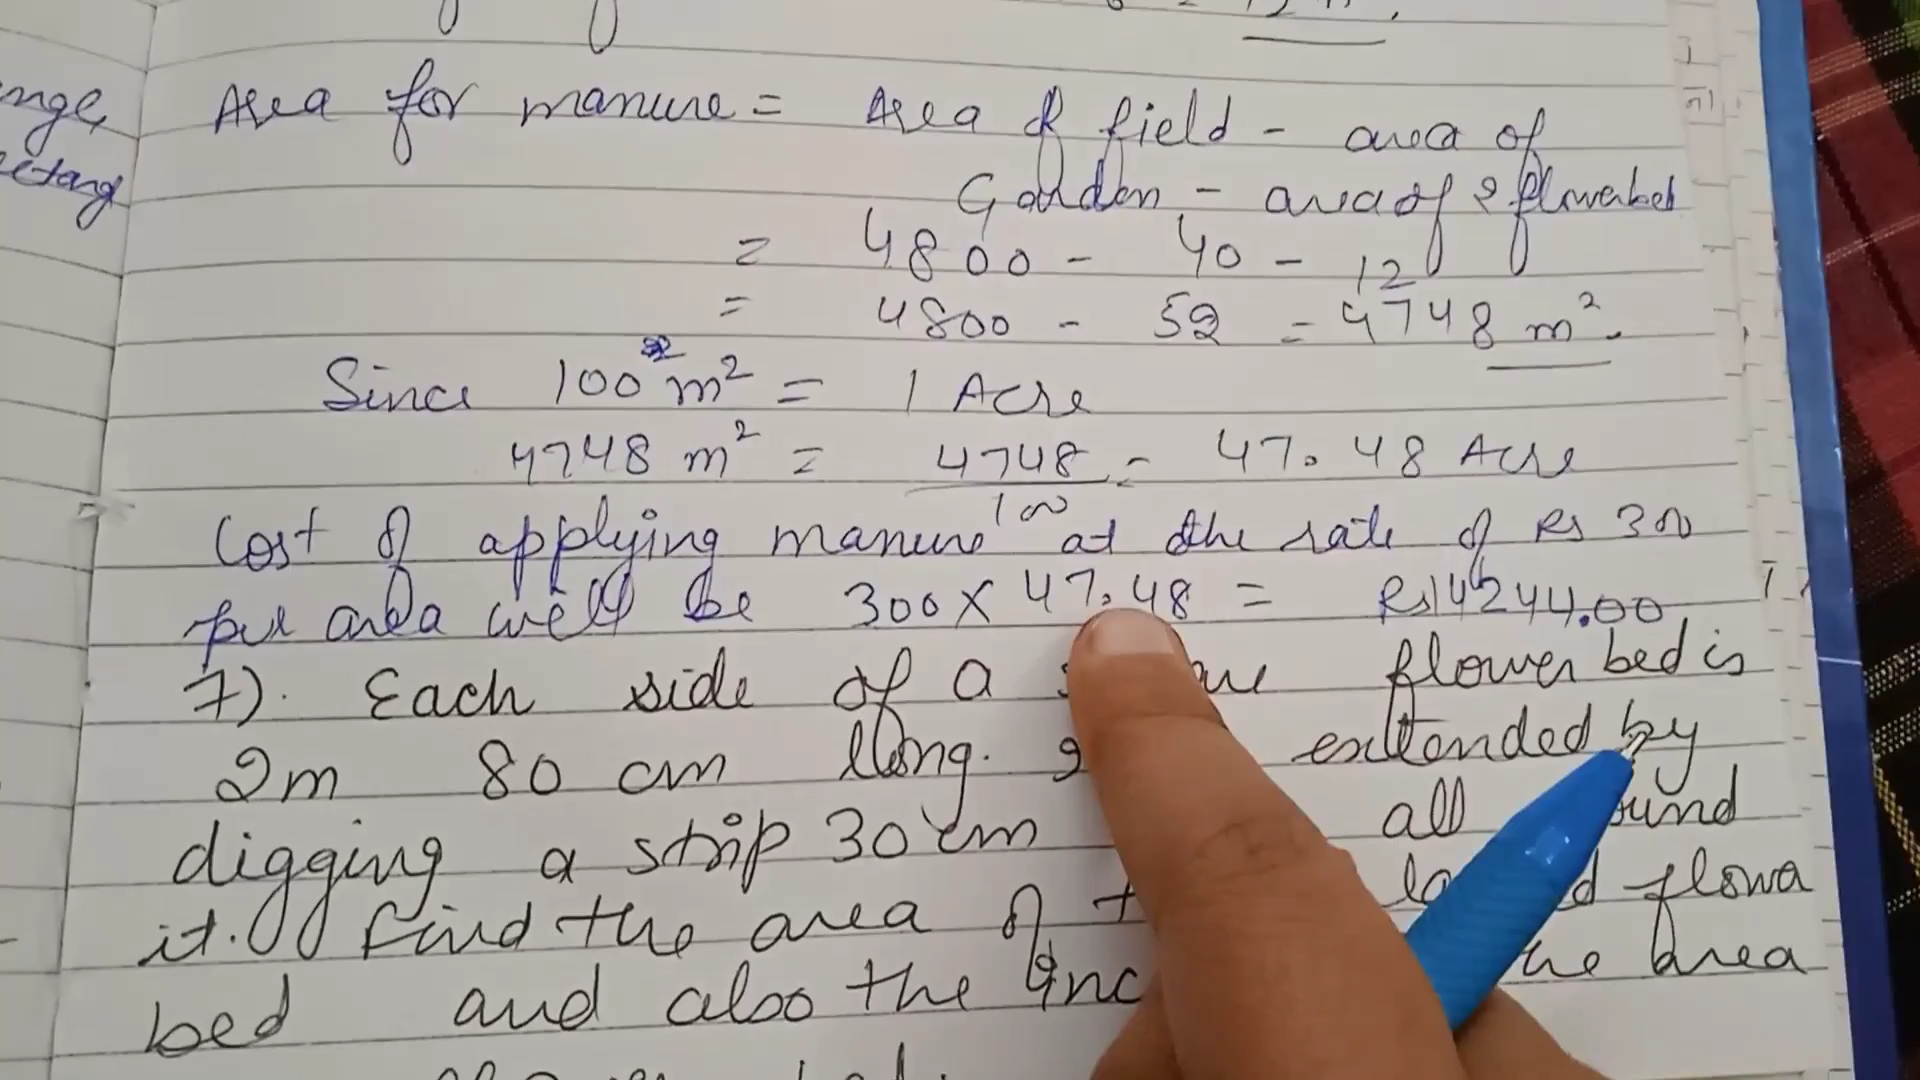 Area for manure = Area of field - area of
Garden - area of 2 flowerbed
= 4800 - 40 - 12
= 4800 - 52 = 4748 m².
Since 100 m² = 1 Acre
4748 m² = 4748/100 = 47.48 Acre
Cost of applying manure at the rate of Rs 300
per area will be 300 × 47.48 = Rs 14244.00
7). Each side of a flower bed is
2m 80 cm long. extended by
digging a strip 30 cm all
it. Find the area of flowe
bed and also the area